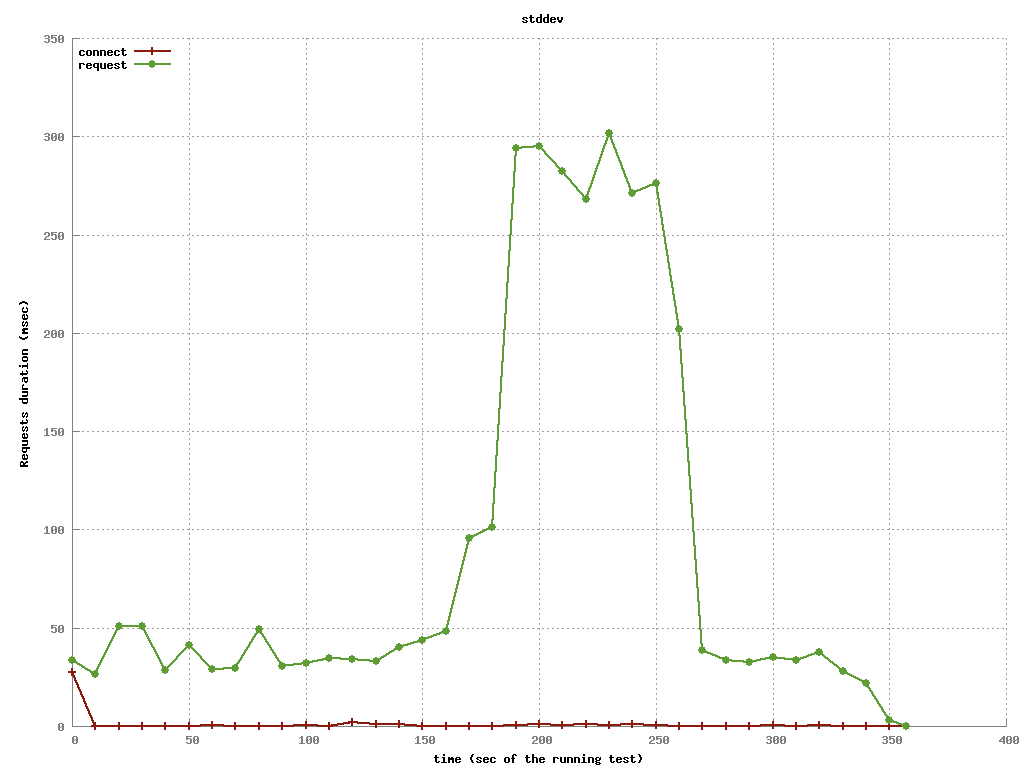 stddev
350
connect
request
300
250
200
150
100
50
0
Requests duration (msec)
0 50 100 150 200 250 300 350 400
time (sec of the running test)